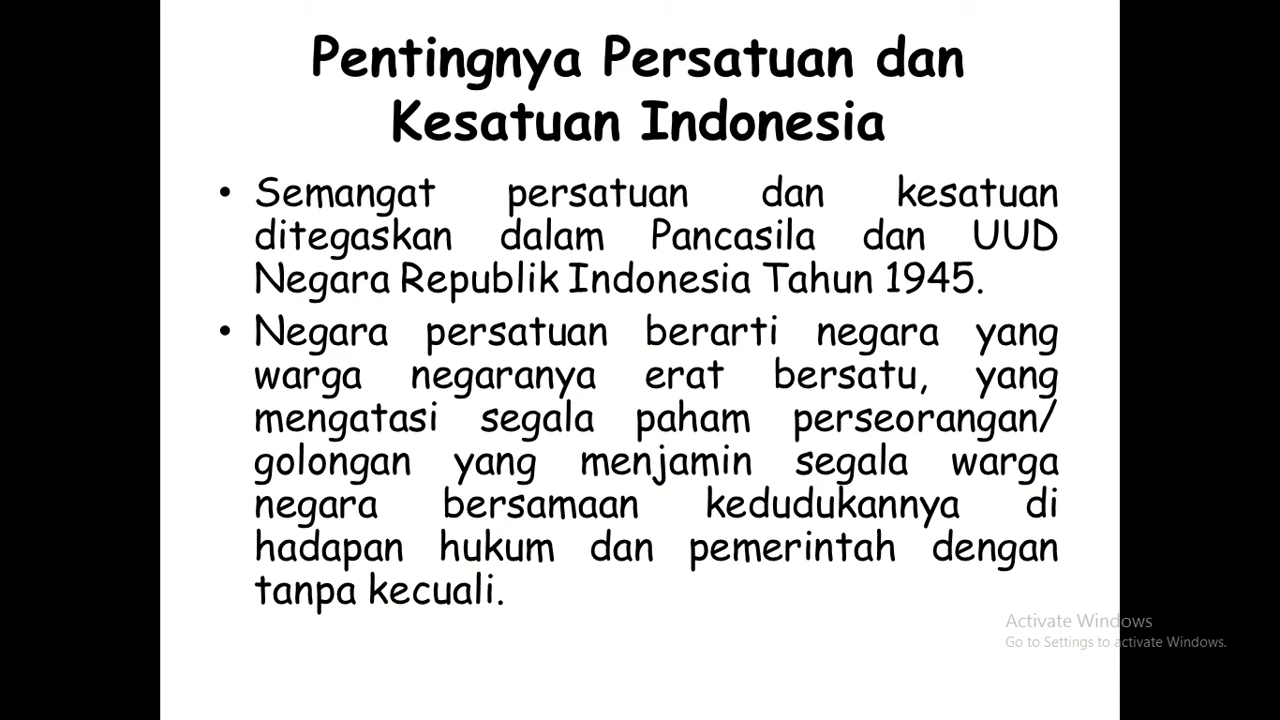 Pentingnya Persatuan dan
Kesatuan Indonesia
• Semangat persatuan dan kesatuan
ditegaskan dalam Pancasila dan UUD
Negara Republik Indonesia Tahun 1945.
• Negara persatuan berarti negara yang
warga negaranya erat bersatu, yang
mengatasi segala paham perseorangan/
golongan yang menjamin segala warga
negara bersamaan kedudukannya di
hadapan hukum dan pemerintah dengan
tanpa kecuali.
Activate Windows
Go to Settings to activate Windows.